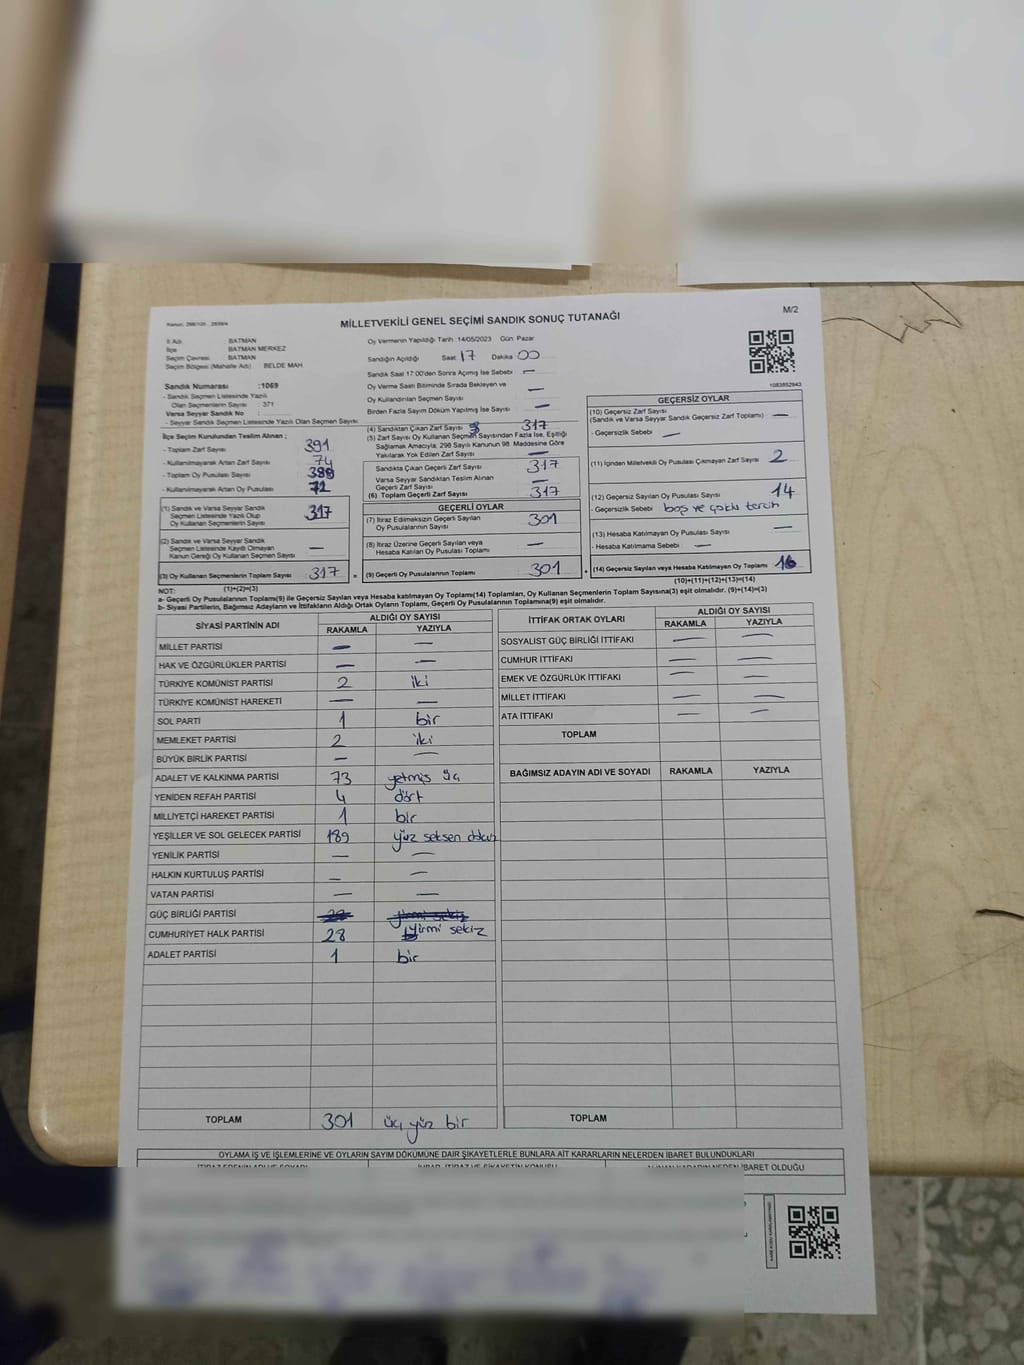 MİLLETVEKİLİ GENEL SEÇİMİ SANDIK SONUÇ TUTANAĞI
M/2
İl Adı BATMAN
İlçe BATMAN MERKEZ
Seçim Çevresi BATMAN
Seçim Bölgesi (Mahalle Adı) BELDE MAH.
Sandık Numarası :1069
- Sandık Seçmen Listesinde Yazılı
Olan Seçmenlerin Sayısı : 371
Varsa Seyyar Sandık No :
- Seyyar Sandık Listesinde Yazılı Olan Seçmen Sayısı
İlçe Seçim Kurulundan Teslim Alınan ;
- Toplam Zarf Sayısı 391
- Kullanılmayarak Artan Zarf Sayısı 74
- Toplam Oy Pusulası Sayısı
- Kullanılmayarak Artan Oy Pusulası 72
(1) Sandık ve Varsa Seyyar Sandık
Seçmen Listesinde Yazılı Olup
Oy Kullanan Seçmenlerin Sayısı 317
(2) Sandık ve Varsa Seyyar Sandık
Seçmen Listesinde Kayıtlı Olmayan
Kanun Gereği Oy Kullanan Seçmen Sayısı —
(3) Oy Kullanan Seçmenlerin Toplam Sayısı 317
(1)+(2)=(3)
Oy Vermenin Yapıldığı Tarih :14/05/2023 Gün: Pazar
Sandığın Açıldığı Saat 17 Dakika 00
Sandık Saat 17:00'den Sonra Açılmış İse Sebebi —
Oy Verme Saati Bitiminde Sırada Bekleyen ve
Oy Kullandırılan Seçmen Sayısı —
Birden Fazla Sayım Döküm Yapılmış İse Sayısı —
(4) Sandıktan Çıkan Zarf Sayısı 317
(5) Zarf Sayısı Oy Kullanan Seçmen Sayısından Fazla İse, Eşitliği
Sağlamak Amacıyla, 298 Sayılı Kanunun 98. Maddesine Göre
Yakılarak Yok Edilen Zarf Sayısı —
Sandıkta Çıkan Geçerli Zarf Sayısı 317
Varsa Seyyar Sandıktan Teslim Alınan
Geçerli Zarf Sayısı —
(6) Toplam Geçerli Zarf Sayısı 317
GEÇERLİ OYLAR
(7) İtiraz Edilmeksizin Geçerli Sayılan
Oy Pusulalarının Sayısı 301
(8) İtiraz Üzerine Geçerli Sayılan veya
Hesaba Katılan Oy Pusulası Toplamı —
(9) Geçerli Oy Pusulalarının Toplamı 301
1083852943
GEÇERSİZ OYLAR
(10) Geçersiz Zarf Sayısı
(Sandık ve Varsa Seyyar Sandık Geçersiz Zarf Toplamı) —
- Geçersizlik Sebebi —
(11) İçinden Milletvekili Oy Pusulası Çıkmayan Zarf Sayısı 2
(12) Geçersiz Sayılan Oy Pusulası Sayısı 14
- Geçersizlik Sebebi boş ve çoklu tercih
(13) Hesaba Katılmayan Oy Pusulası Sayısı —
- Hesaba Katılmama Sebebi —
(14) Geçersiz Sayılan veya Hesaba Katılmayan Oy Toplamı 16
(10)+(11)+(12)+(13)=(14)
NOT:
a- Geçerli Oy Pusulalarının Toplamı(9) ile Geçersiz Sayılan veya Hesaba katılmayan Oy Toplamı(14) Toplamları, Oy Kullanan Seçmenlerin Toplam Sayısına(3) eşit olmalıdır. (9)+(14)=(3)
b- Siyasi Partilerin, Bağımsız Adayların ve İttifakların Aldığı Ortak Oyların Toplamı, Geçerli Oy Pusulalarının Toplamına(9) eşit olmalıdır.
SİYASİ PARTİNİN ADI ALDIĞI OY SAYISI
RAKAMLA YAZIYLA
MİLLET PARTİSİ — —
HAK VE ÖZGÜRLÜKLER PARTİSİ — —
TÜRKİYE KOMÜNİST PARTİSİ 2 iki
TÜRKİYE KOMÜNİST HAREKETİ — —
SOL PARTİ 1 bir
MEMLEKET PARTİSİ 2 iki
BÜYÜK BİRLİK PARTİSİ — —
ADALET VE KALKINMA PARTİSİ 73 yetmis üç
YENİDEN REFAH PARTİSİ 4 dört
MİLLİYETÇİ HAREKET PARTİSİ 1 bir
YEŞİLLER VE SOL GELECEK PARTİSİ 189 yüz seksen dokuz
YENİLİK PARTİSİ — —
HALKIN KURTULUŞ PARTİSİ — —
VATAN PARTİSİ — —
GÜÇ BİRLİĞİ PARTİSİ
CUMHURİYET HALK PARTİSİ 28 yirmi sekiz
ADALET PARTİSİ 1 bir
TOPLAM 301 üç yüz bir
İTTİFAK ORTAK OYLARI ALDIĞI OY SAYISI
RAKAMLA YAZIYLA
SOSYALİST GÜÇ BİRLİĞİ İTTİFAKI — —
CUMHUR İTTİFAKI — —
EMEK VE ÖZGÜRLÜK İTTİFAKI — —
MİLLET İTTİFAKI — —
ATA İTTİFAKI — —
TOPLAM
BAĞIMSIZ ADAYIN ADI VE SOYADI RAKAMLA YAZIYLA
TOPLAM
OYLAMA İŞ VE İŞLEMLERİNE VE OYLARIN SAYIM DÖKÜMÜNE DAİR ŞİKAYETLERLE BUNLARA AİT KARARLARIN NELERDEN İBARET BULUNDUKLARI
İBARET OLDUĞU